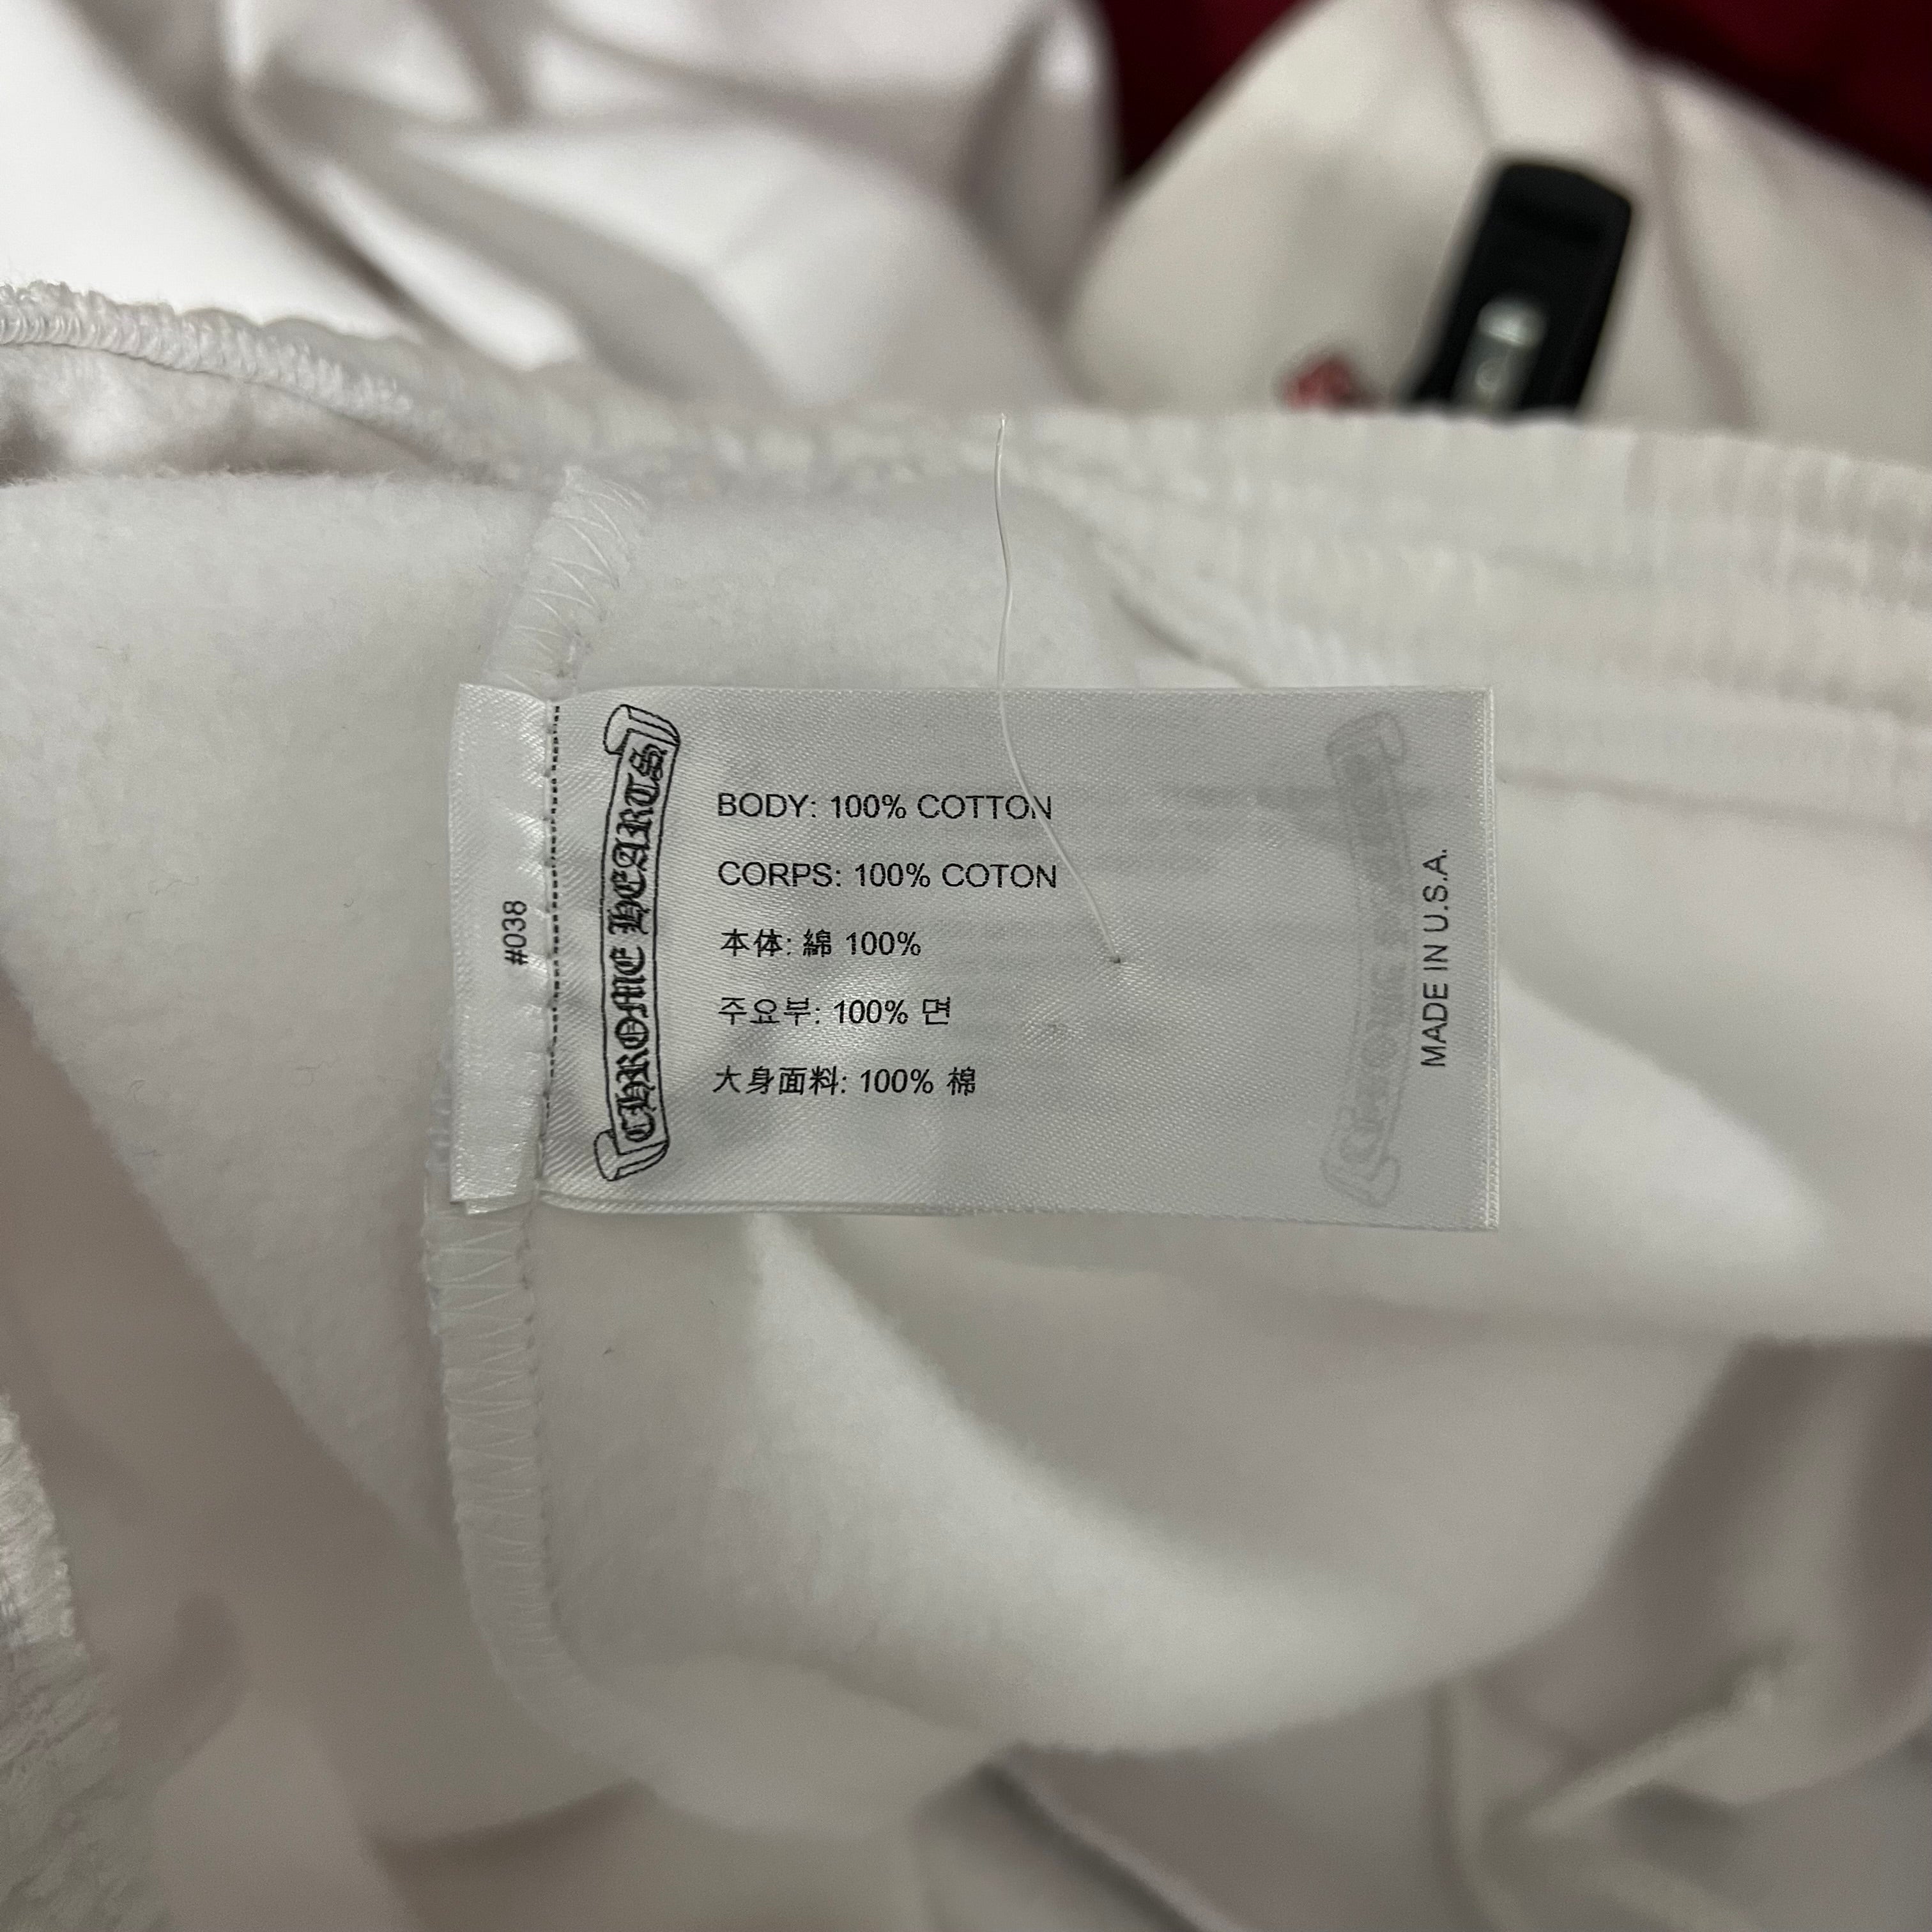 #038
CHROME HEARTS
BODY: 100% COTTON
CORPS: 100% COTON
本体: 綿 100%
주요부: 100% 면
大身面料: 100% 棉
MADE IN U.S.A.